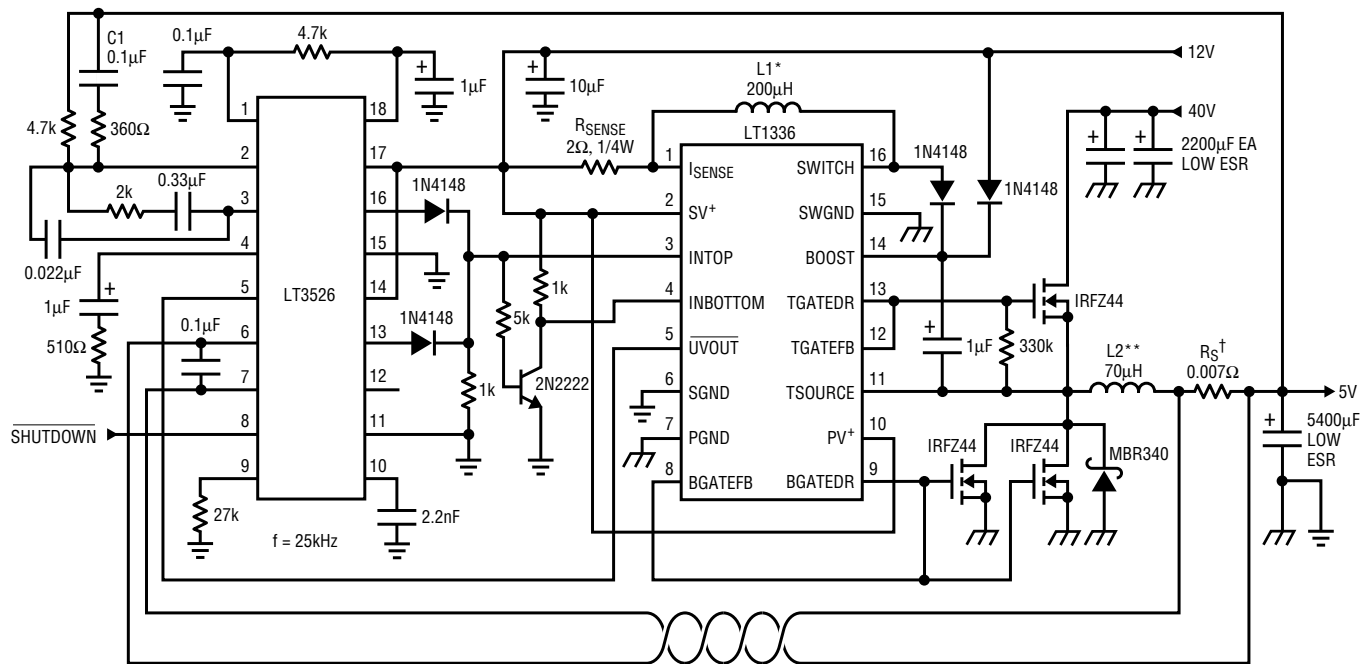 C1
0.1µF
0.1µF
4.7k
+
1µF
+
10µF
12V
L1*
200µH
40V
+
+
2200µF EA
LOW ESR
4.7k
360Ω
1
18
RSENSE
2Ω, 1/4W
LT1336
2
17
1
ISENSE
SWITCH
16
1N4148
1N4148
2k
0.33µF
3
16
1N4148
2
SV+
SWGND
15
0.022µF
4
15
3
INTOP
BOOST
14
1µF
+
5
LT3526
14
1k
4
INBOTTOM
TGATEDR
13
IRFZ44
510Ω
0.1µF
6
13
1N4148
5k
5
UVOUT
TGATEFB
12
+
1µF
330k
L2**
70µH
RS†
0.007Ω
7
12
1k
2N2222
6
SGND
TSOURCE
11
5V
SHUTDOWN
8
11
7
PGND
PV+
10
IRFZ44
IRFZ44
MBR340
+
5400µF
LOW
ESR
9
10
8
BGATEFB
BGATEDR
9
27k
2.2nF
f = 25kHz